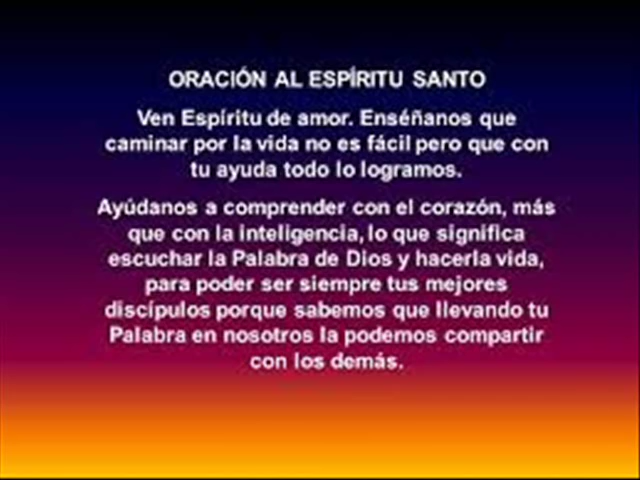 ORACIÓN AL ESPÍRITU SANTO
Ven Espíritu de amor. Enséñanos que
caminar por la vida no es fácil pero que con
tu ayuda todo lo logramos.
Ayúdanos a comprender con el corazón, más
que con la inteligencia, lo que significa
escuchar la Palabra de Dios y hacerla vida,
para poder ser siempre tus mejores
discípulos porque sabemos que llevando tu
Palabra en nosotros la podemos compartir
con los demás.